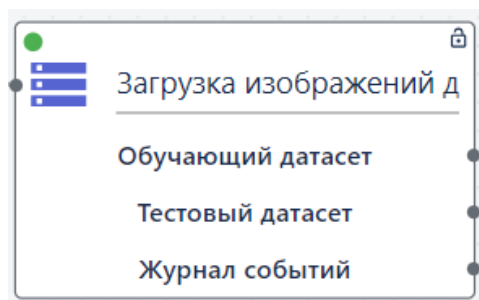 Загрузка изображений д
Обучающий датасет
Тестовый датасет
Журнал событий